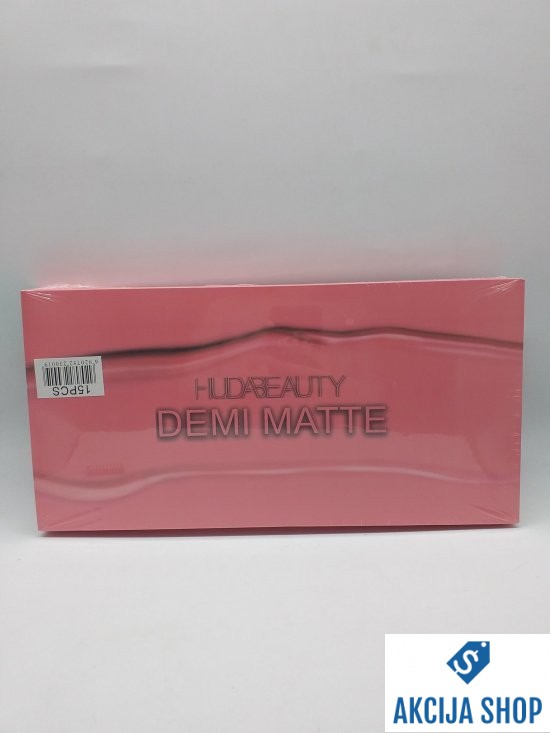 HUDABEAUTY
DEMI MATTE
15PCS
$
AKCIJA SHOP